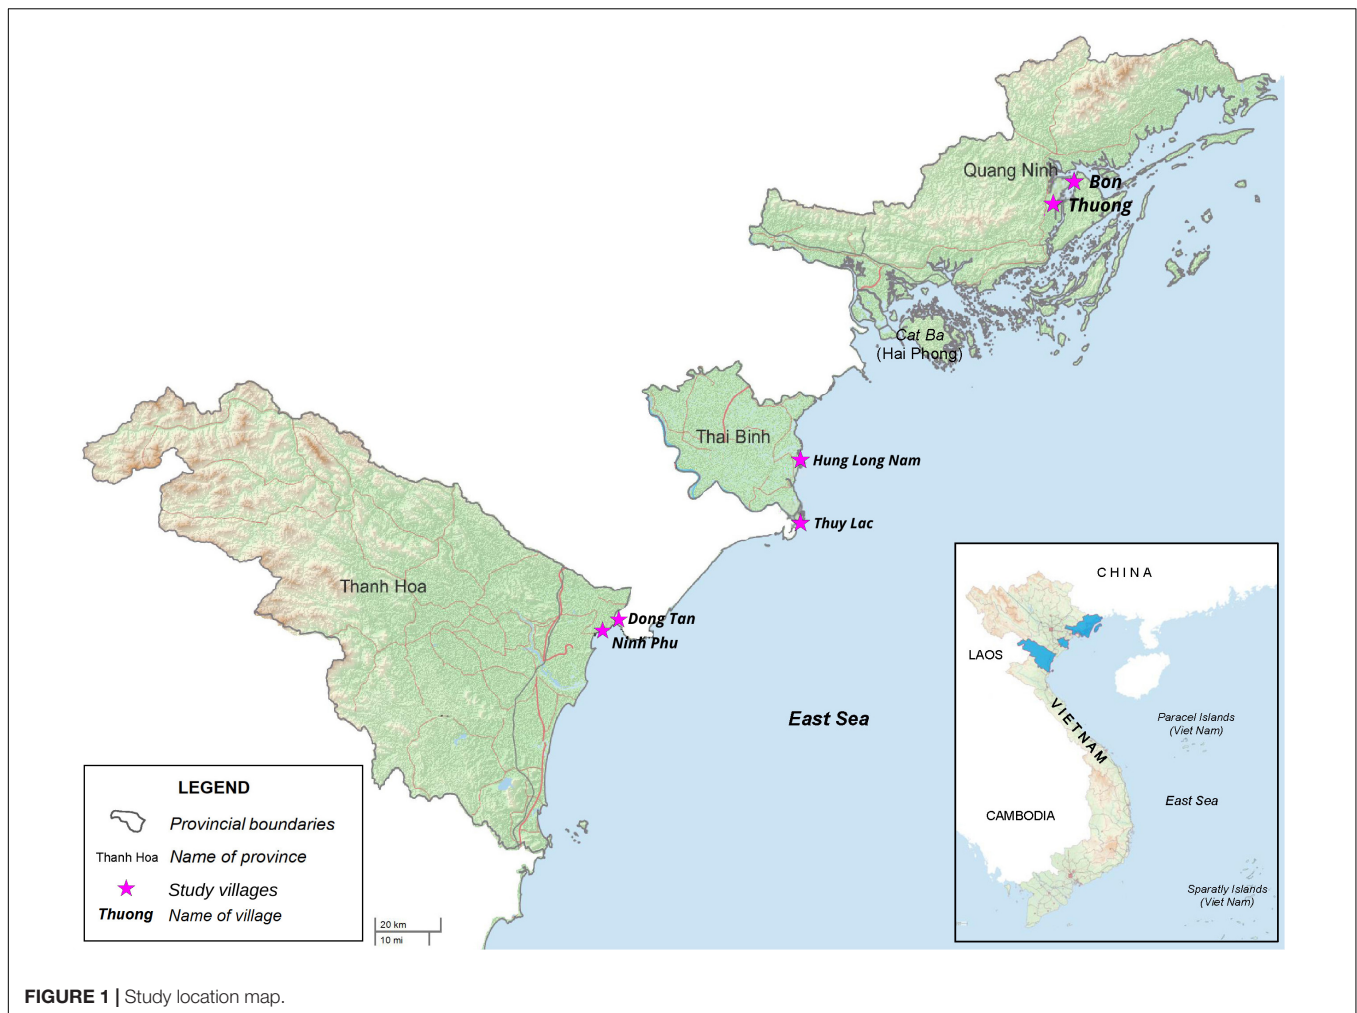 Quang Ninh
Bon
Thuong
Cat Ba
(Hai Phong)
Thai Binh
Hung Long Nam
Thuy Lac
Thanh Hoa
Dong Tan
Ninh Phu
East Sea
CHINA
LAOS
VIETNAM
Paracel Islands
(Viet Nam)
East Sea
CAMBODIA
Sparatly Islands
(Viet Nam)
LEGEND
Provincial boundaries
Thanh Hoa Name of province
Study villages
Thuong Name of village
20 km
10 mi
FIGURE 1 | Study location map.